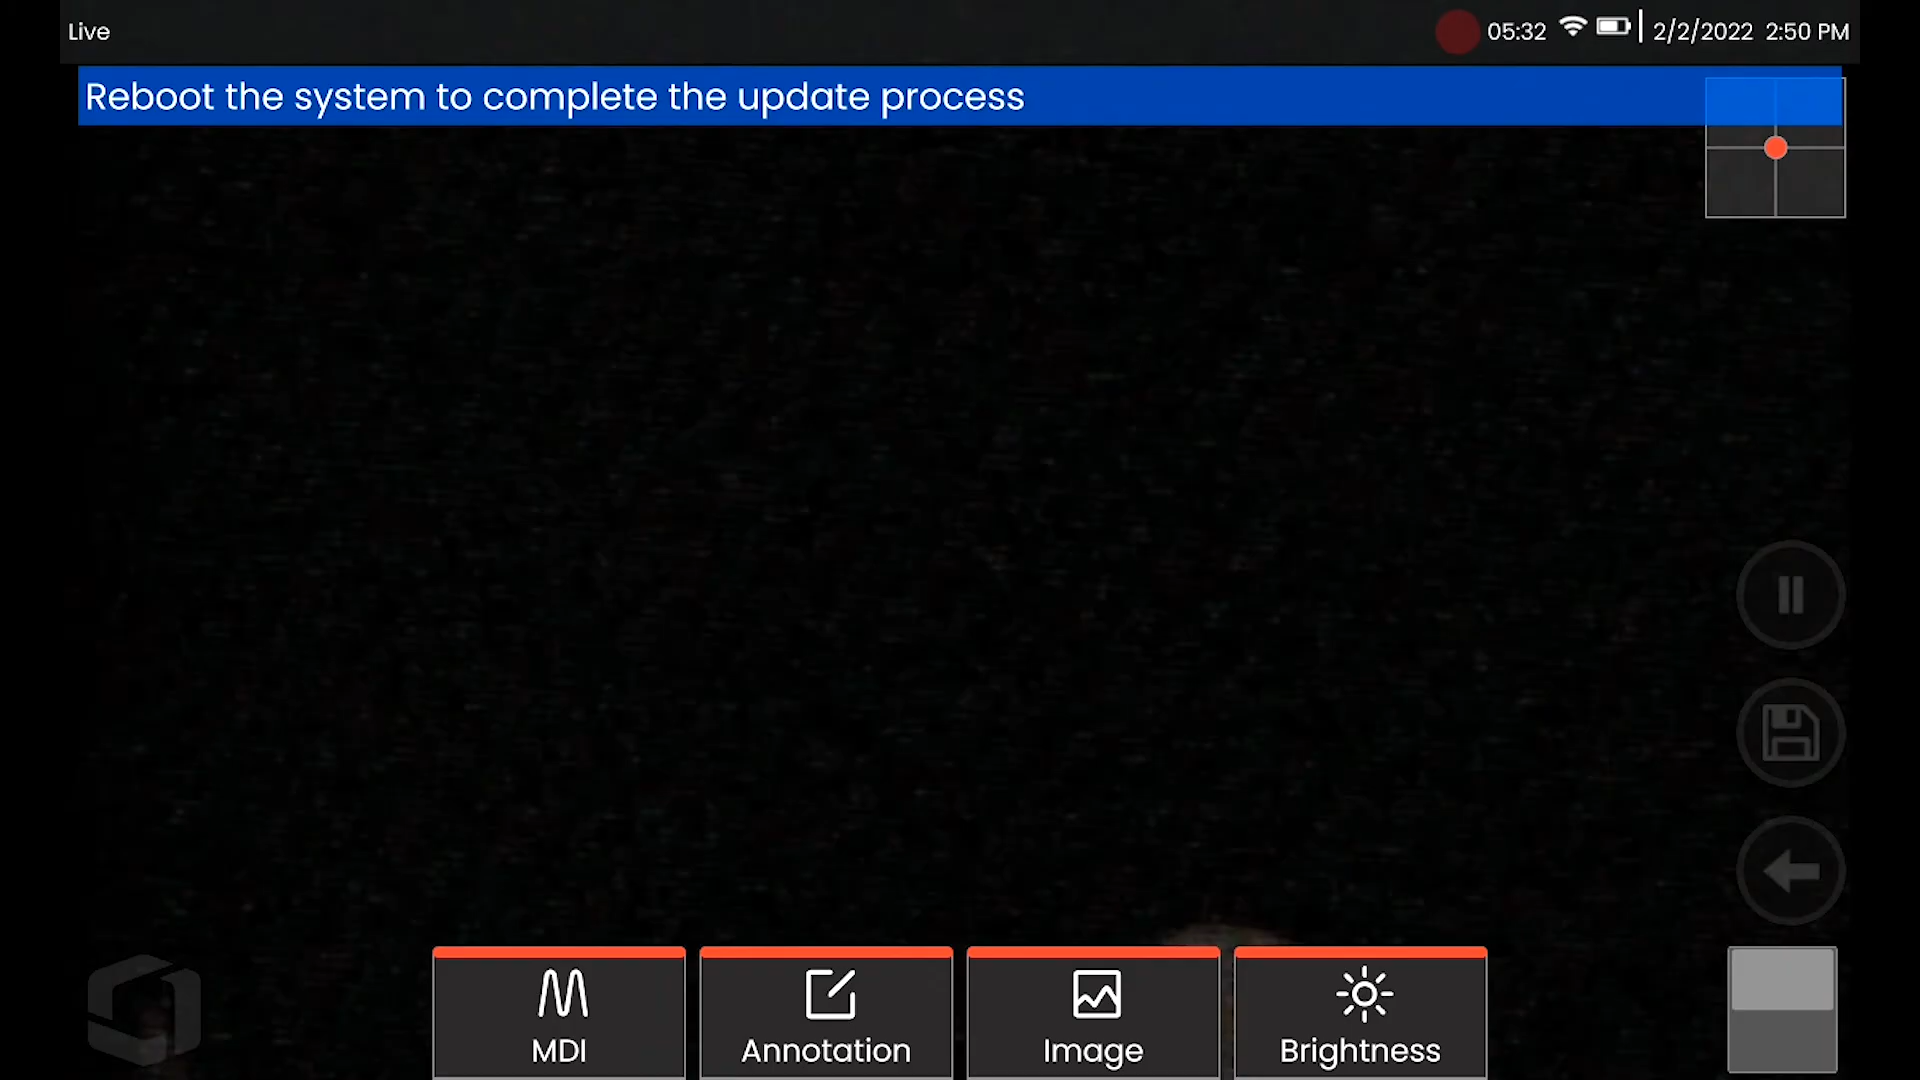 Live
05:32 2/2/2022 2:50 PM
Reboot the system to complete the update process
MDI
Annotation
Image
Brightness